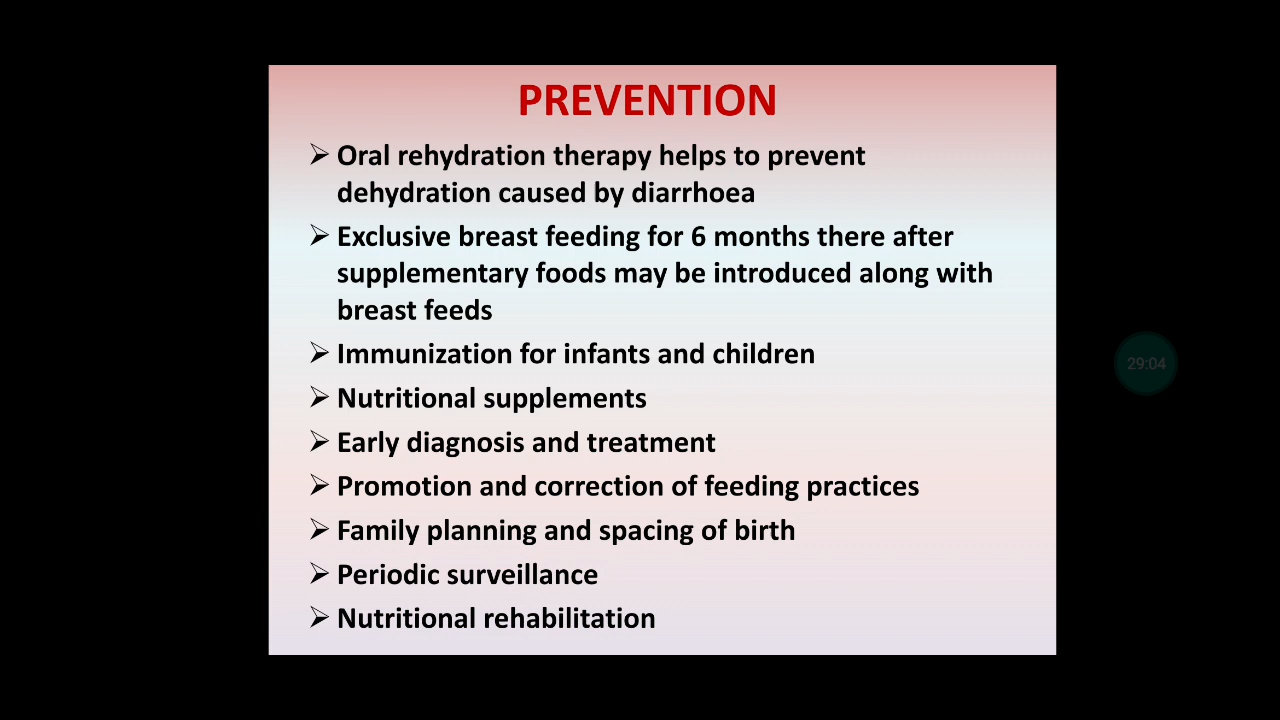 PREVENTION
➢ Oral rehydration therapy helps to prevent
dehydration caused by diarrhoea
➢ Exclusive breast feeding for 6 months there after
supplementary foods may be introduced along with
breast feeds
➢ Immunization for infants and children
➢ Nutritional supplements
➢ Early diagnosis and treatment
➢ Promotion and correction of feeding practices
➢ Family planning and spacing of birth
➢ Periodic surveillance
➢ Nutritional rehabilitation
29:04